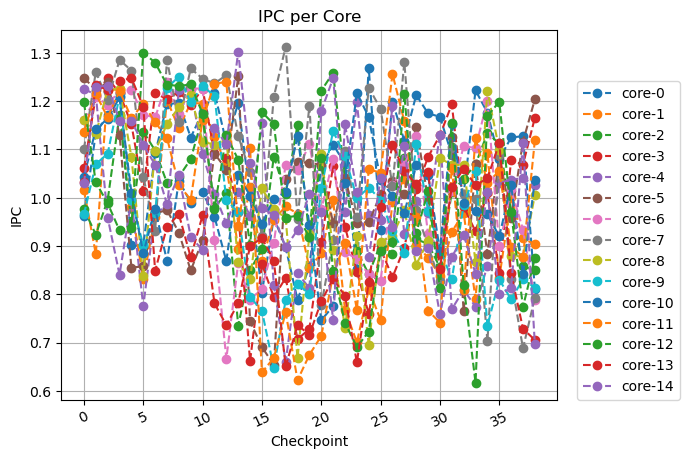 IPC per Core
IPC
1.3
1.2
1.1
1.0
0.9
0.8
0.7
0.6
0
5
10
15
20
25
30
35
Checkpoint
core-0
core-1
core-2
core-3
core-4
core-5
core-6
core-7
core-8
core-9
core-10
core-11
core-12
core-13
core-14